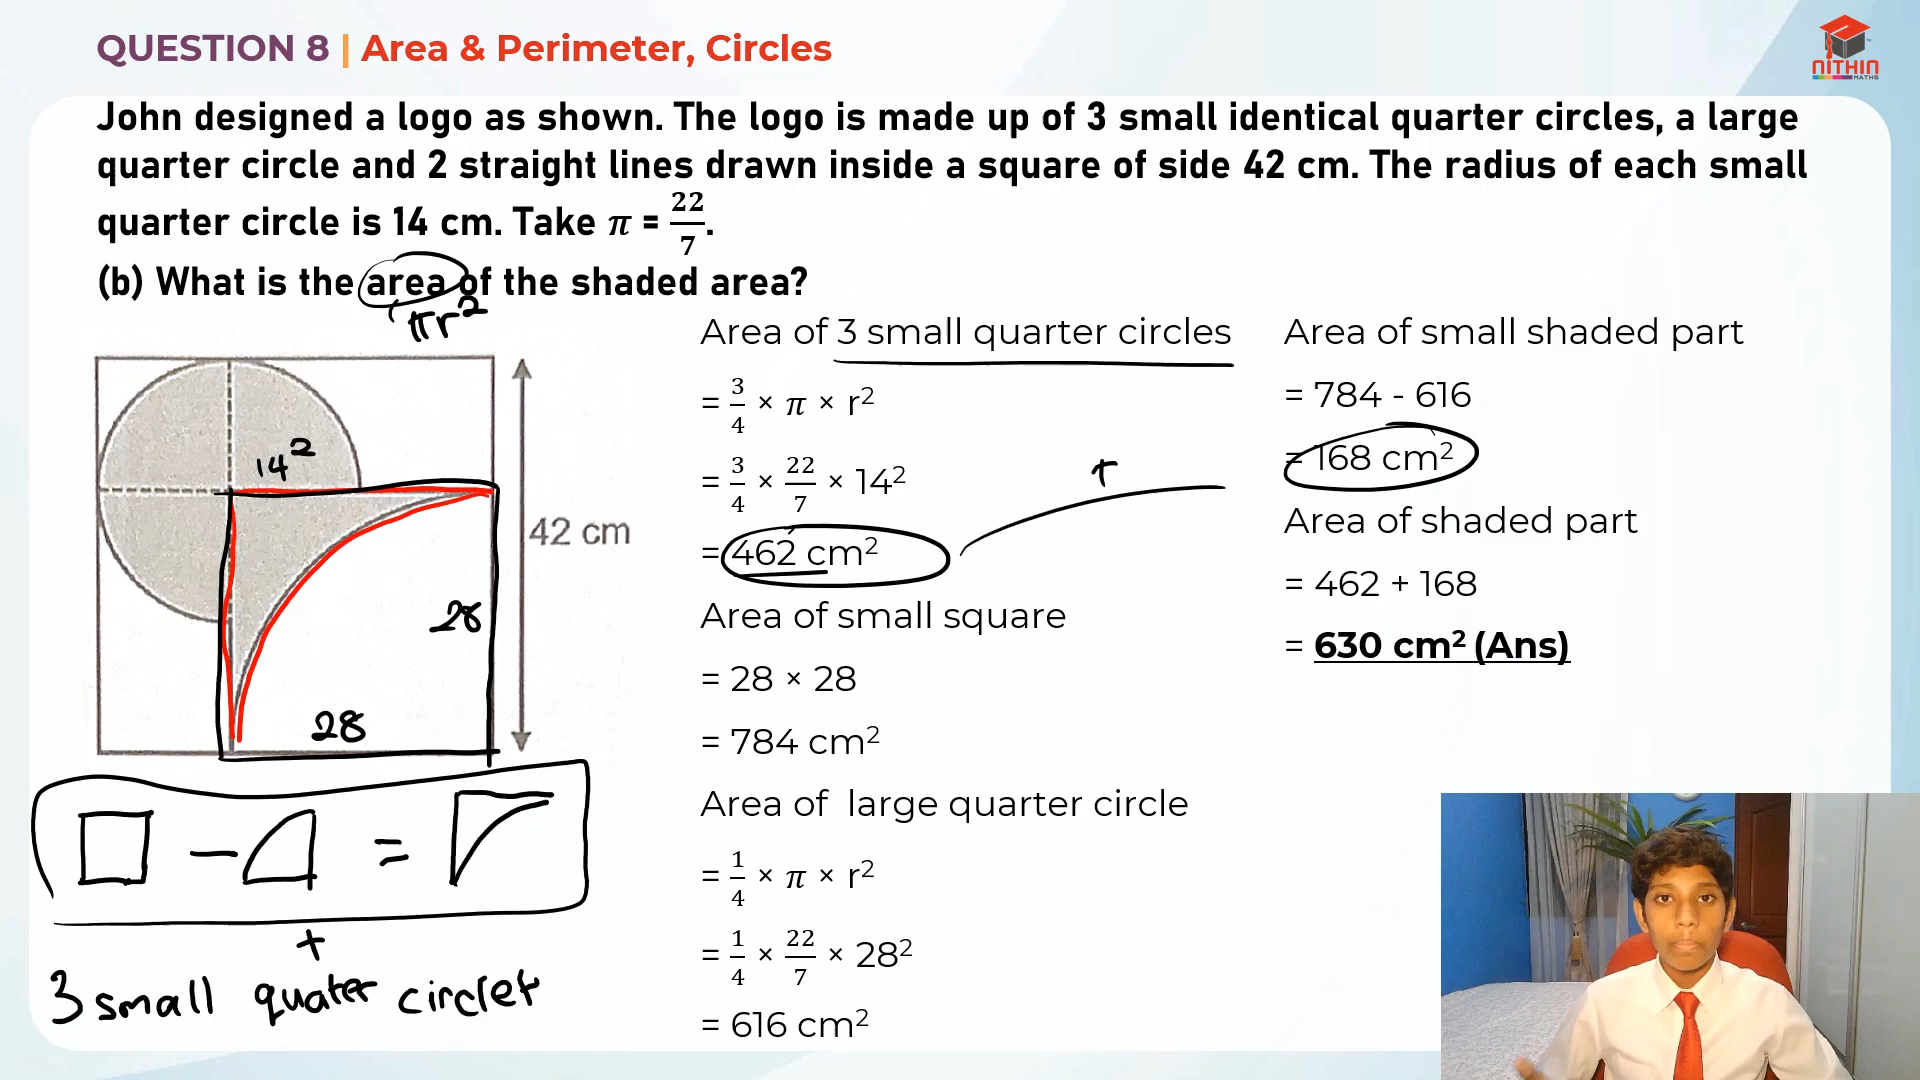 QUESTION 8 | Area & Perimeter, Circles
NITHIN
MATHS
John designed a logo as shown. The logo is made up of 3 small identical quarter circles, a large
quarter circle and 2 straight lines drawn inside a square of side 42 cm. The radius of each small
quarter circle is 14 cm. Take π = 22/7.
(b) What is the area of the shaded area?
πr²
14²
42 cm
28
28
□ − = 
+
3 small quater circles
Area of 3 small quarter circles
= 3/4 × π × r²
= 3/4 × 22/7 × 14²
= 462 cm²
Area of small square
= 28 × 28
= 784 cm²
Area of large quarter circle
= 1/4 × π × r²
= 1/4 × 22/7 × 28²
= 616 cm²
+
Area of small shaded part
= 784 - 616
= 168 cm²
Area of shaded part
= 462 + 168
= 630 cm² (Ans)